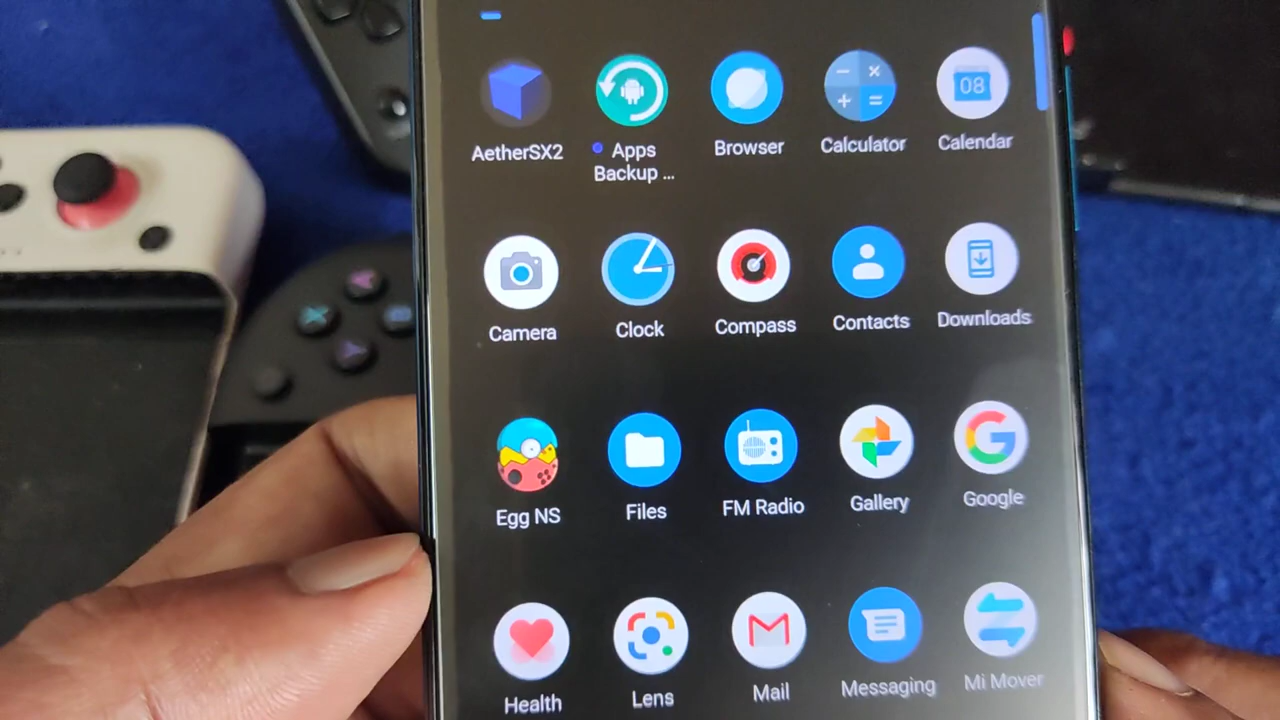 08
AetherSX2
Apps
Backup ...
Browser
Calculator
Calendar
Camera
Clock
Compass
Contacts
Downloads
Egg NS
Files
FM Radio
Gallery
Google
Health
Lens
Mail
Messaging
Mi Mover